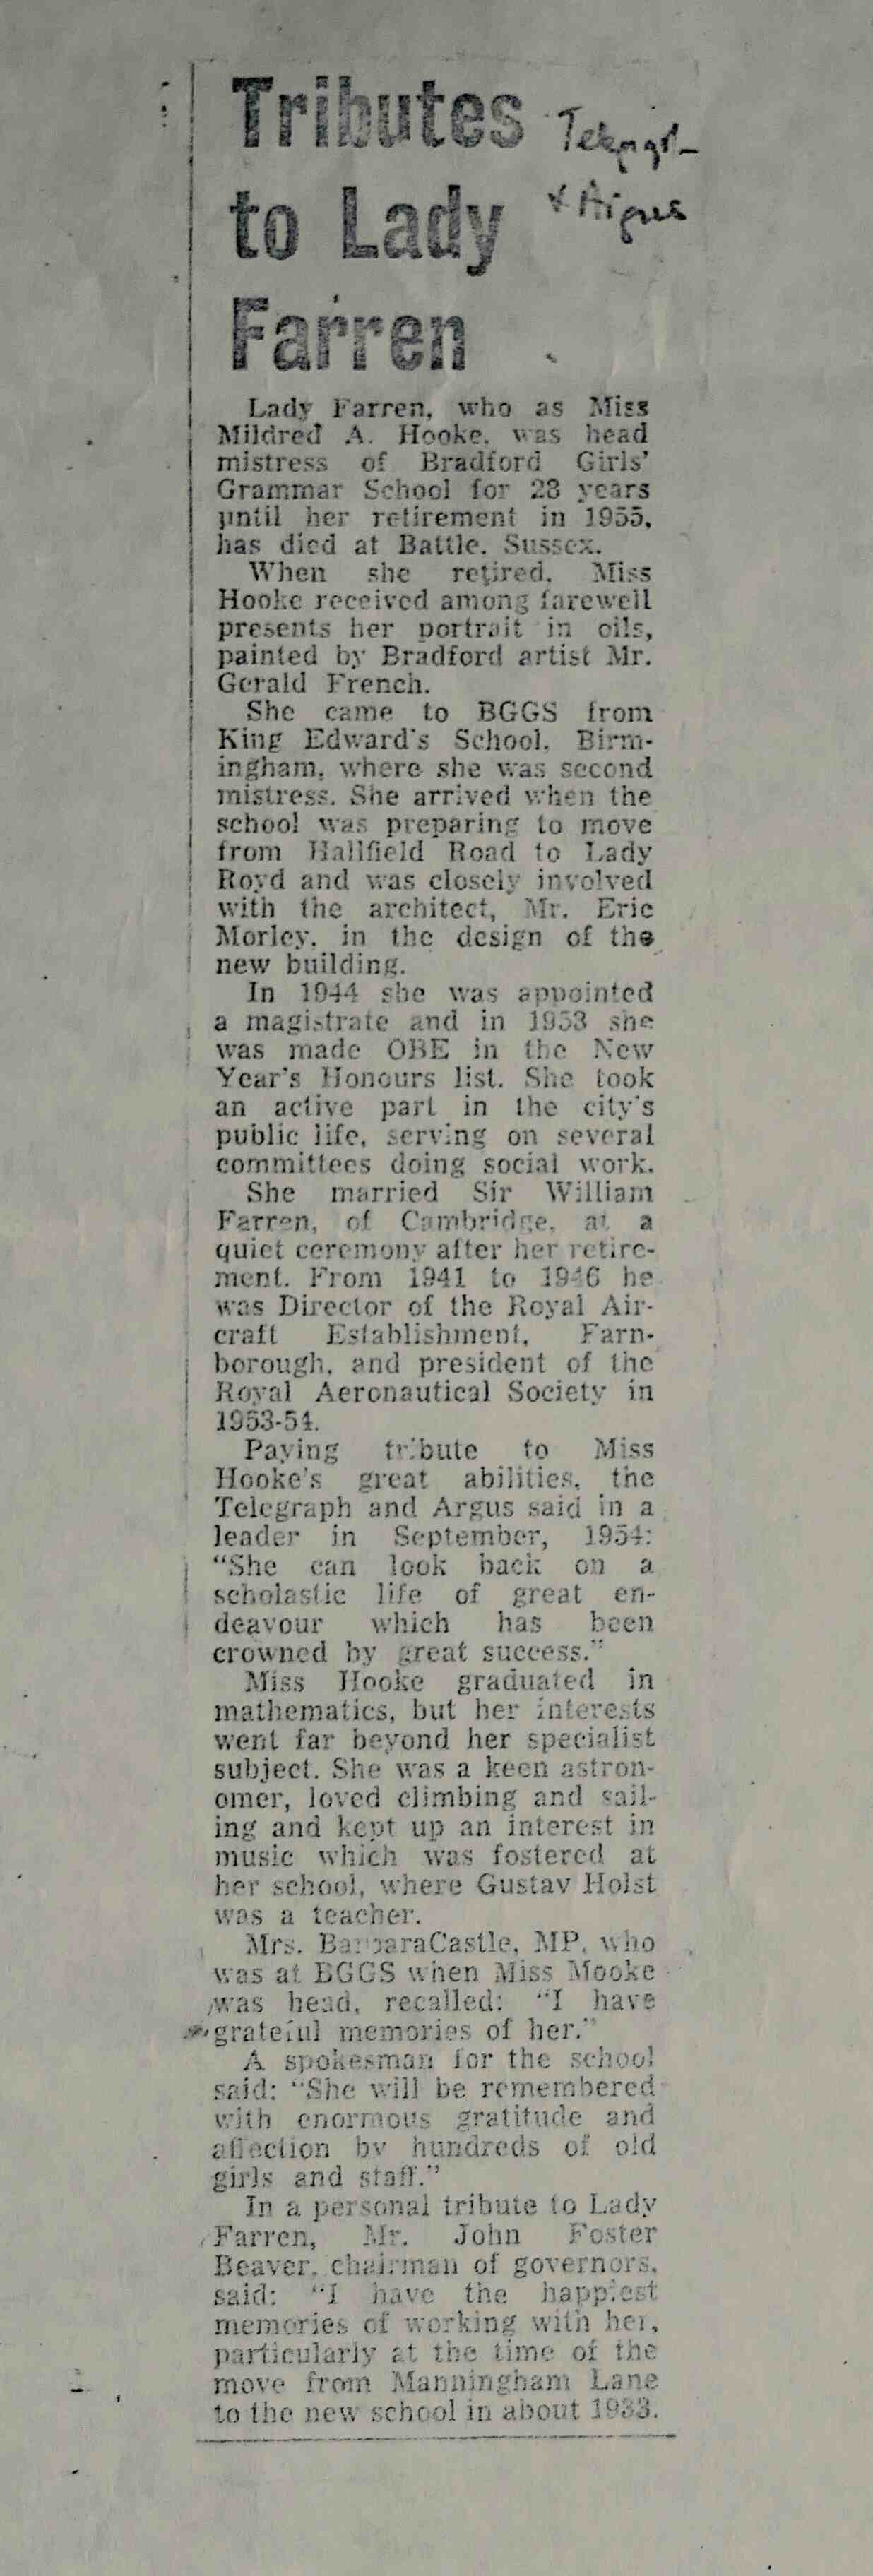 Tributes
to Lady
Farren
& Argus
Lady Farren, who as Miss
Mildred A. Hooke, was head
mistress of Bradford Girls'
Grammar School for 28 years
until her retirement in 1955,
has died at Battle. Sussex.
When she retired, Miss
Hooke received among farewell
presents her portrait in oils,
painted by Bradford artist Mr.
Gerald French.
She came to BGGS from
King Edward's School, Birm-
ingham, where she was second
mistress. She arrived when the
school was preparing to move
from Hallfield Road to Lady
Royd and was closely involved
with the architect, Mr. Eric
Morley, in the design of the
new building.
In 1944 she was appointed
a magistrate and in 1953 she
was made OBE in the New
Year's Honours list. She took
an active part in the city's
public life, serving on several
committees doing social work.
She married Sir William
Farren, of Cambridge, at a
quiet ceremony after her retire-
ment. From 1941 to 1946 he
was Director of the Royal Air-
craft Establishment, Farn-
borough, and president of the
Royal Aeronautical Society in
1953-54.
Paying tribute to Miss
Hooke's great abilities, the
Telegraph and Argus said in a
leader in September, 1954:
"She can look back on a
scholastic life of great en-
deavour which has been
crowned by great success."
Miss Hooke graduated in
mathematics, but her interests
went far beyond her specialist
subject. She was a keen astron-
omer, loved climbing and sail-
ing and kept up an interest in
music which was fostered at
her school, where Gustav Holst
was a teacher.
Mrs. BarbaraCastle, MP, who
was at BGGS when Miss Mooke
was head, recalled: "I have
grateful memories of her."
A spokesman for the school
said: "She will be remembered
with enormous gratitude and
affection by hundreds of old
girls and staff."
In a personal tribute to Lady
Farren, Mr. John Foster
Beaver, chairman of governors,
said: "I have the happiest
memories of working with her,
particularly at the time of the
move from Manningham Lane
to the new school in about 1933.